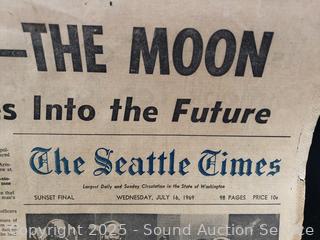 —THE MOON
s Into the Future
The Seattle Times
Largest Daily and Sunday Circulation in the State of Washington
SUNSET FINAL WEDNESDAY, JULY 16, 1969 98 PAGES PRICE 10¢
Copyright 2025 - Sound Auction Service